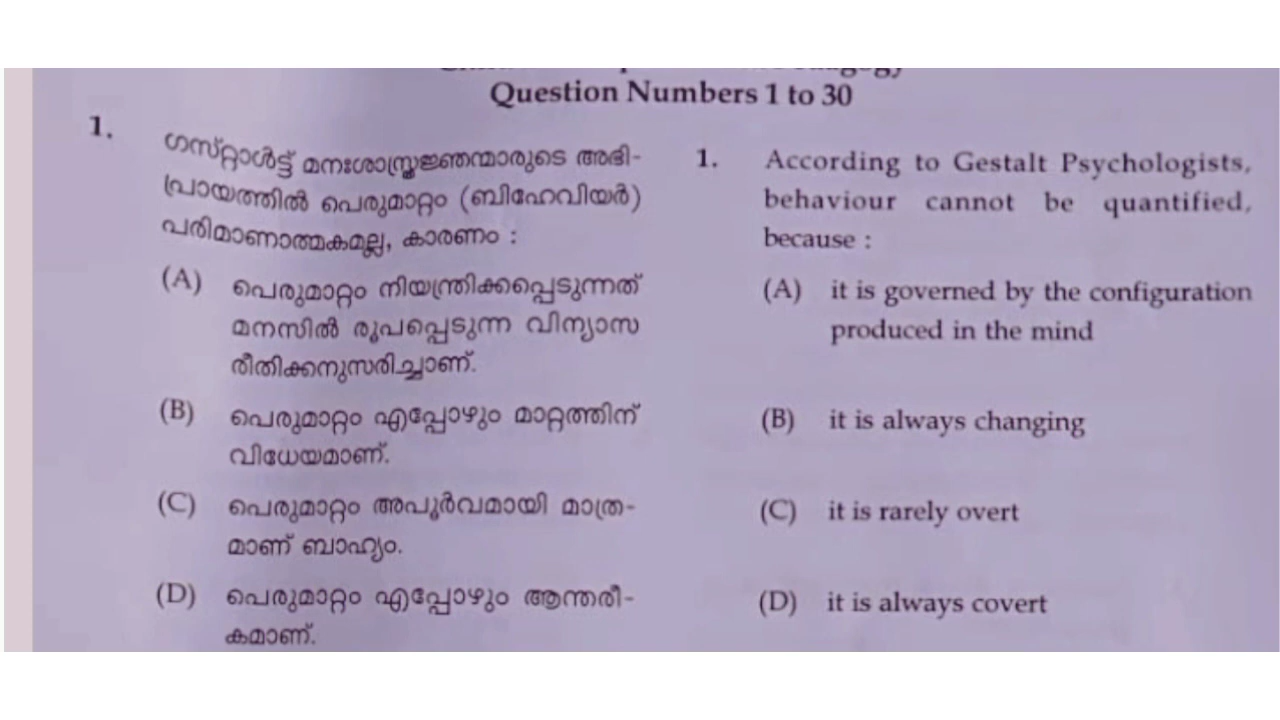 Question Numbers 1 to 30
1.
ഗസ്റ്റാൾട്ട് മനഃശാസ്ത്രജ്ഞന്മാരുടെ അഭി-
പ്രായത്തിൽ പെരുമാറ്റം (ബിഹേവിയർ)
പരിമാണാത്മകമല്ല, കാരണം :
(A) പെരുമാറ്റം നിയന്ത്രിക്കപ്പെടുന്നത്
മനസിൽ രൂപപ്പെടുന്ന വിന്യാസ
രീതിക്കനുസരിച്ചാണ്.
(B) പെരുമാറ്റം എപ്പോഴും മാറ്റത്തിന്
വിധേയമാണ്.
(C) പെരുമാറ്റം അപൂർവമായി മാത്ര-
മാണ് ബാഹ്യം.
(D) പെരുമാറ്റം എപ്പോഴും ആന്തരീ-
കമാണ്.
1. According to Gestalt Psychologists,
behaviour cannot be quantified,
because :
(A) it is governed by the configuration
produced in the mind
(B) it is always changing
(C) it is rarely overt
(D) it is always covert